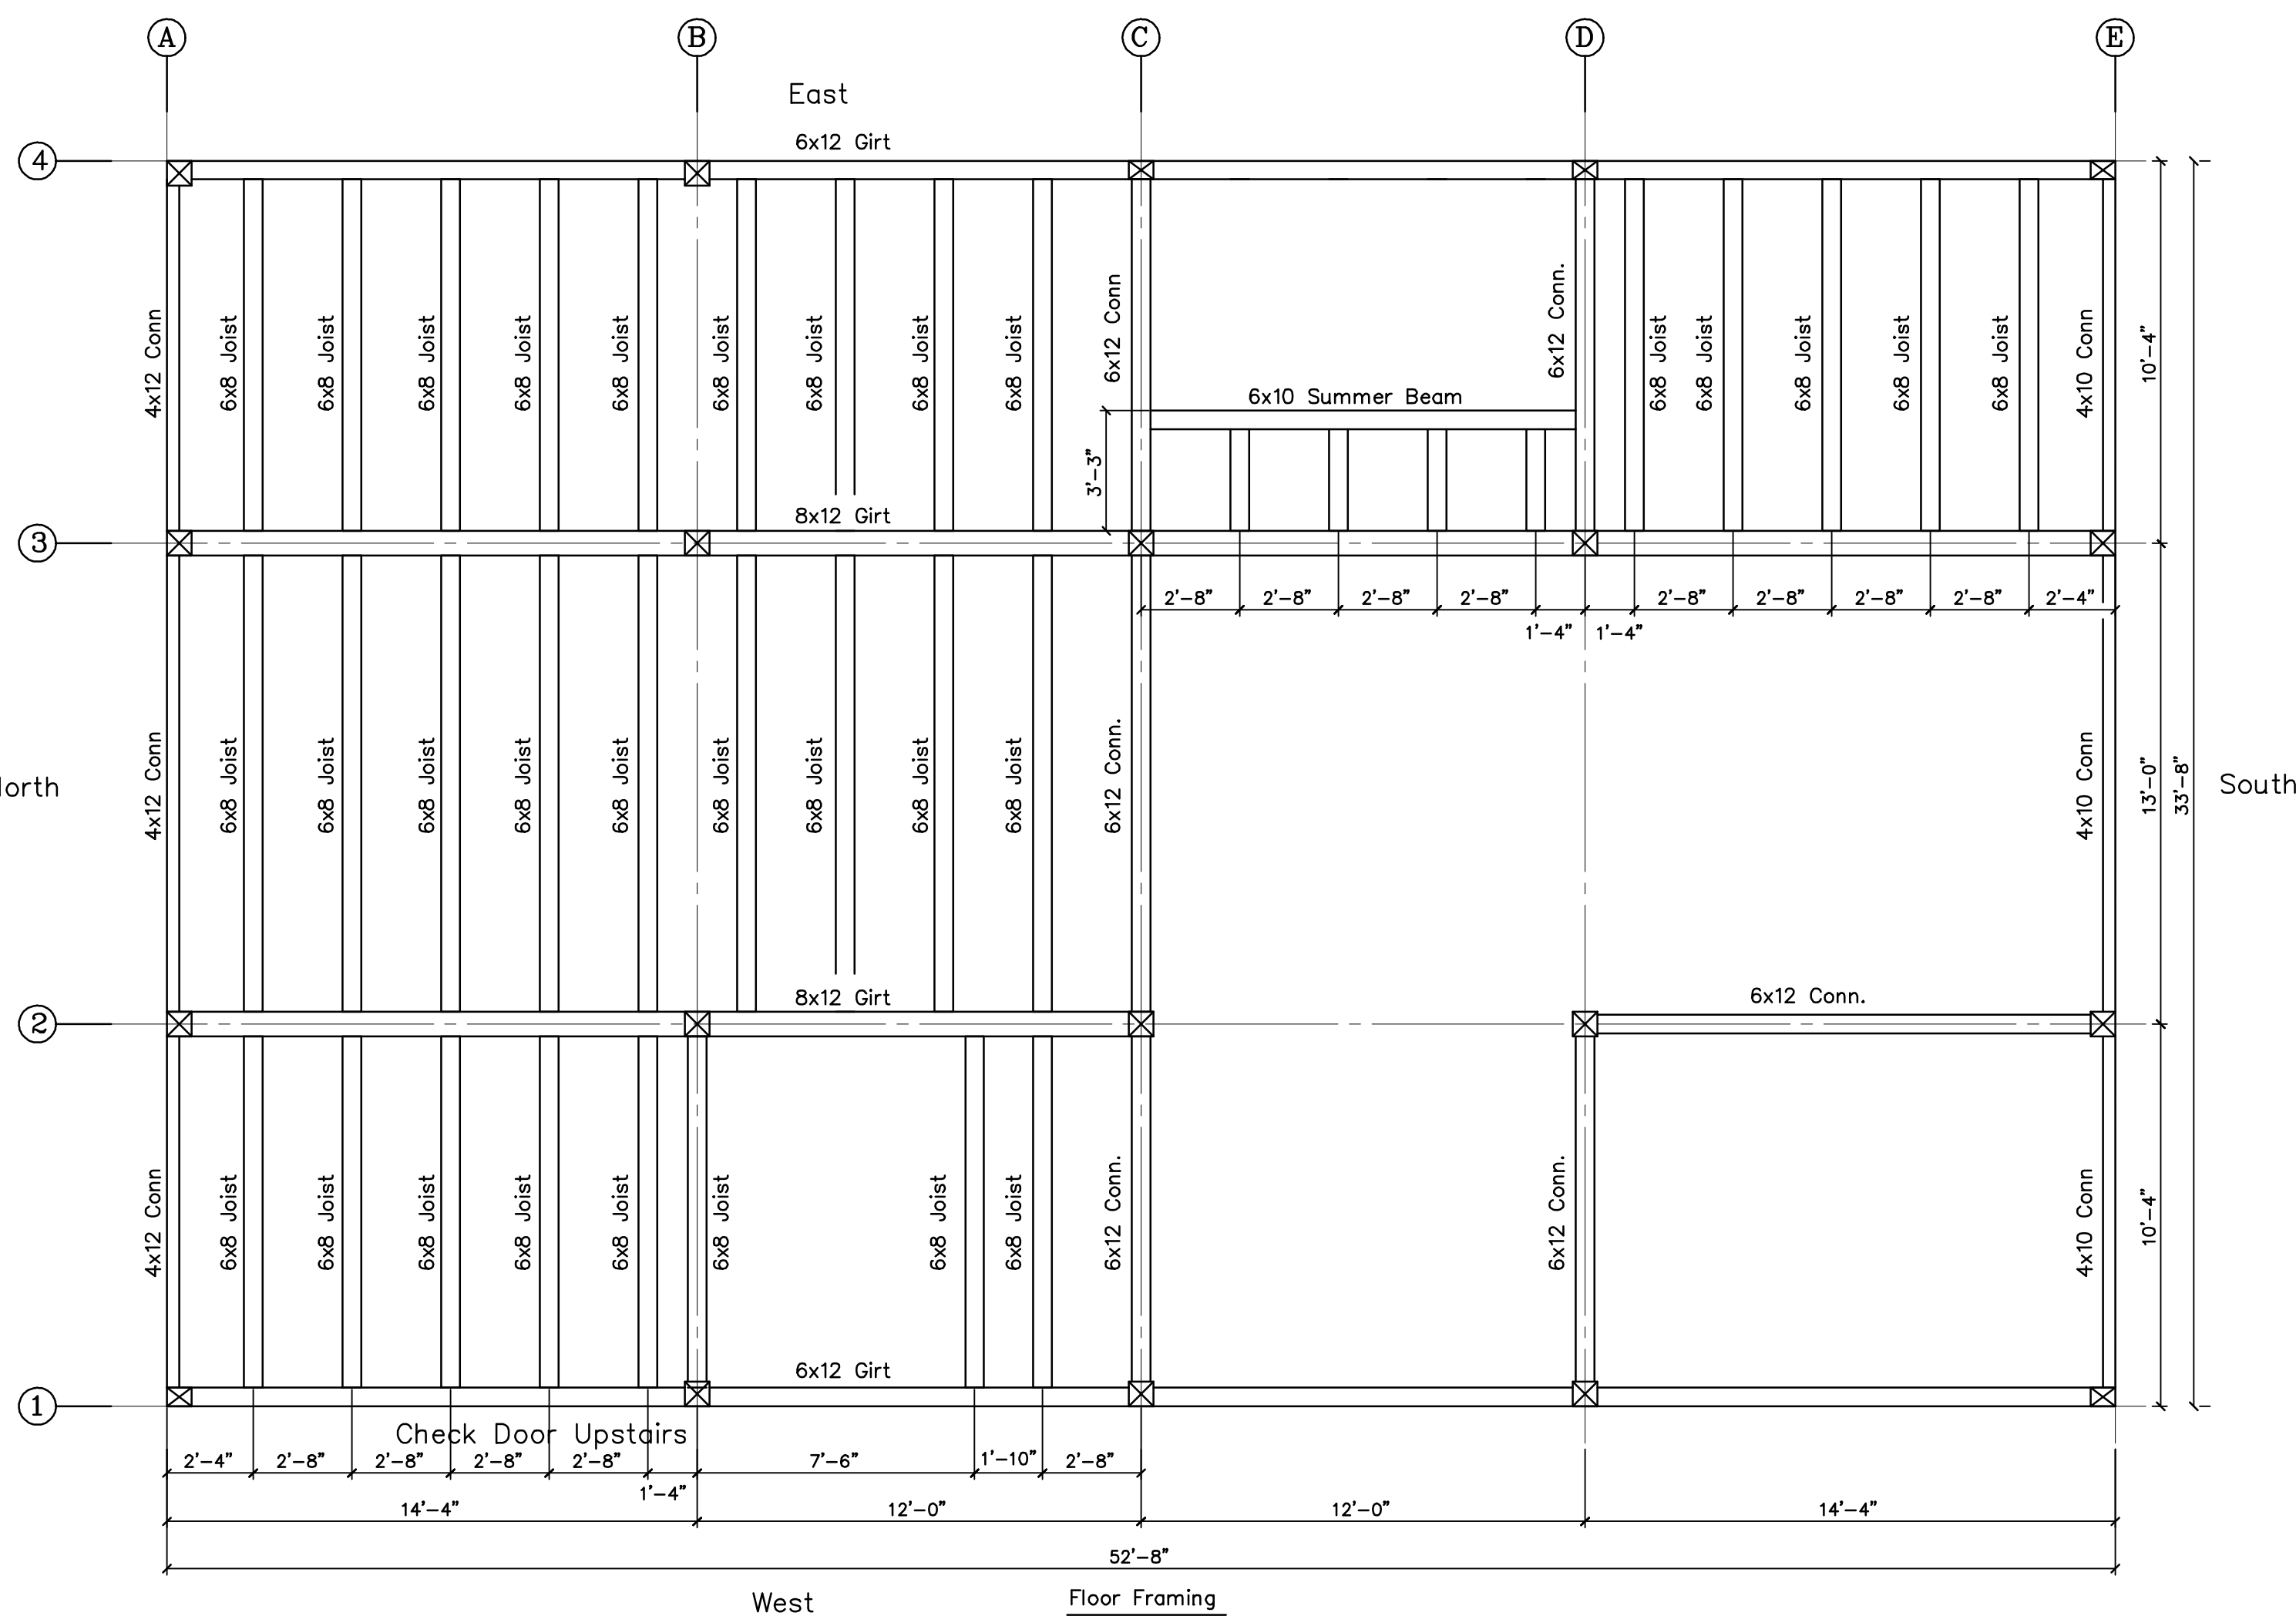 A B C D E
East
6x12 Girt
4
4x12 Conn
6x8 Joist
6x8 Joist
6x8 Joist
6x8 Joist
6x8 Joist
6x8 Joist
6x8 Joist
6x8 Joist
6x8 Joist
6x12 Conn
6x12 Conn.
6x8 Joist
6x8 Joist
6x8 Joist
6x8 Joist
6x8 Joist
4x10 Conn
10'-4"
6x10 Summer Beam
3'-3"
8x12 Girt
3
2'-8" 2'-8" 2'-8" 2'-8" 2'-8" 2'-8" 2'-8" 2'-8" 2'-4"
1'-4" 1'-4"
orth
4x12 Conn
6x8 Joist
6x8 Joist
6x8 Joist
6x8 Joist
6x8 Joist
6x8 Joist
6x8 Joist
6x8 Joist
6x8 Joist
6x12 Conn.
4x10 Conn
13'-0"
33'-8"
South
8x12 Girt
6x12 Conn.
2
4x12 Conn
6x8 Joist
6x8 Joist
6x8 Joist
6x8 Joist
6x8 Joist
6x8 Joist
6x8 Joist
6x8 Joist
6x12 Conn.
6x12 Conn.
4x10 Conn
10'-4"
6x12 Girt
1
Check Door Upstairs
2'-4" 2'-8" 2'-8" 2'-8" 2'-8" 7'-6" 1'-10" 2'-8"
1'-4"
14'-4" 12'-0" 12'-0" 14'-4"
52'-8"
West
Floor Framing